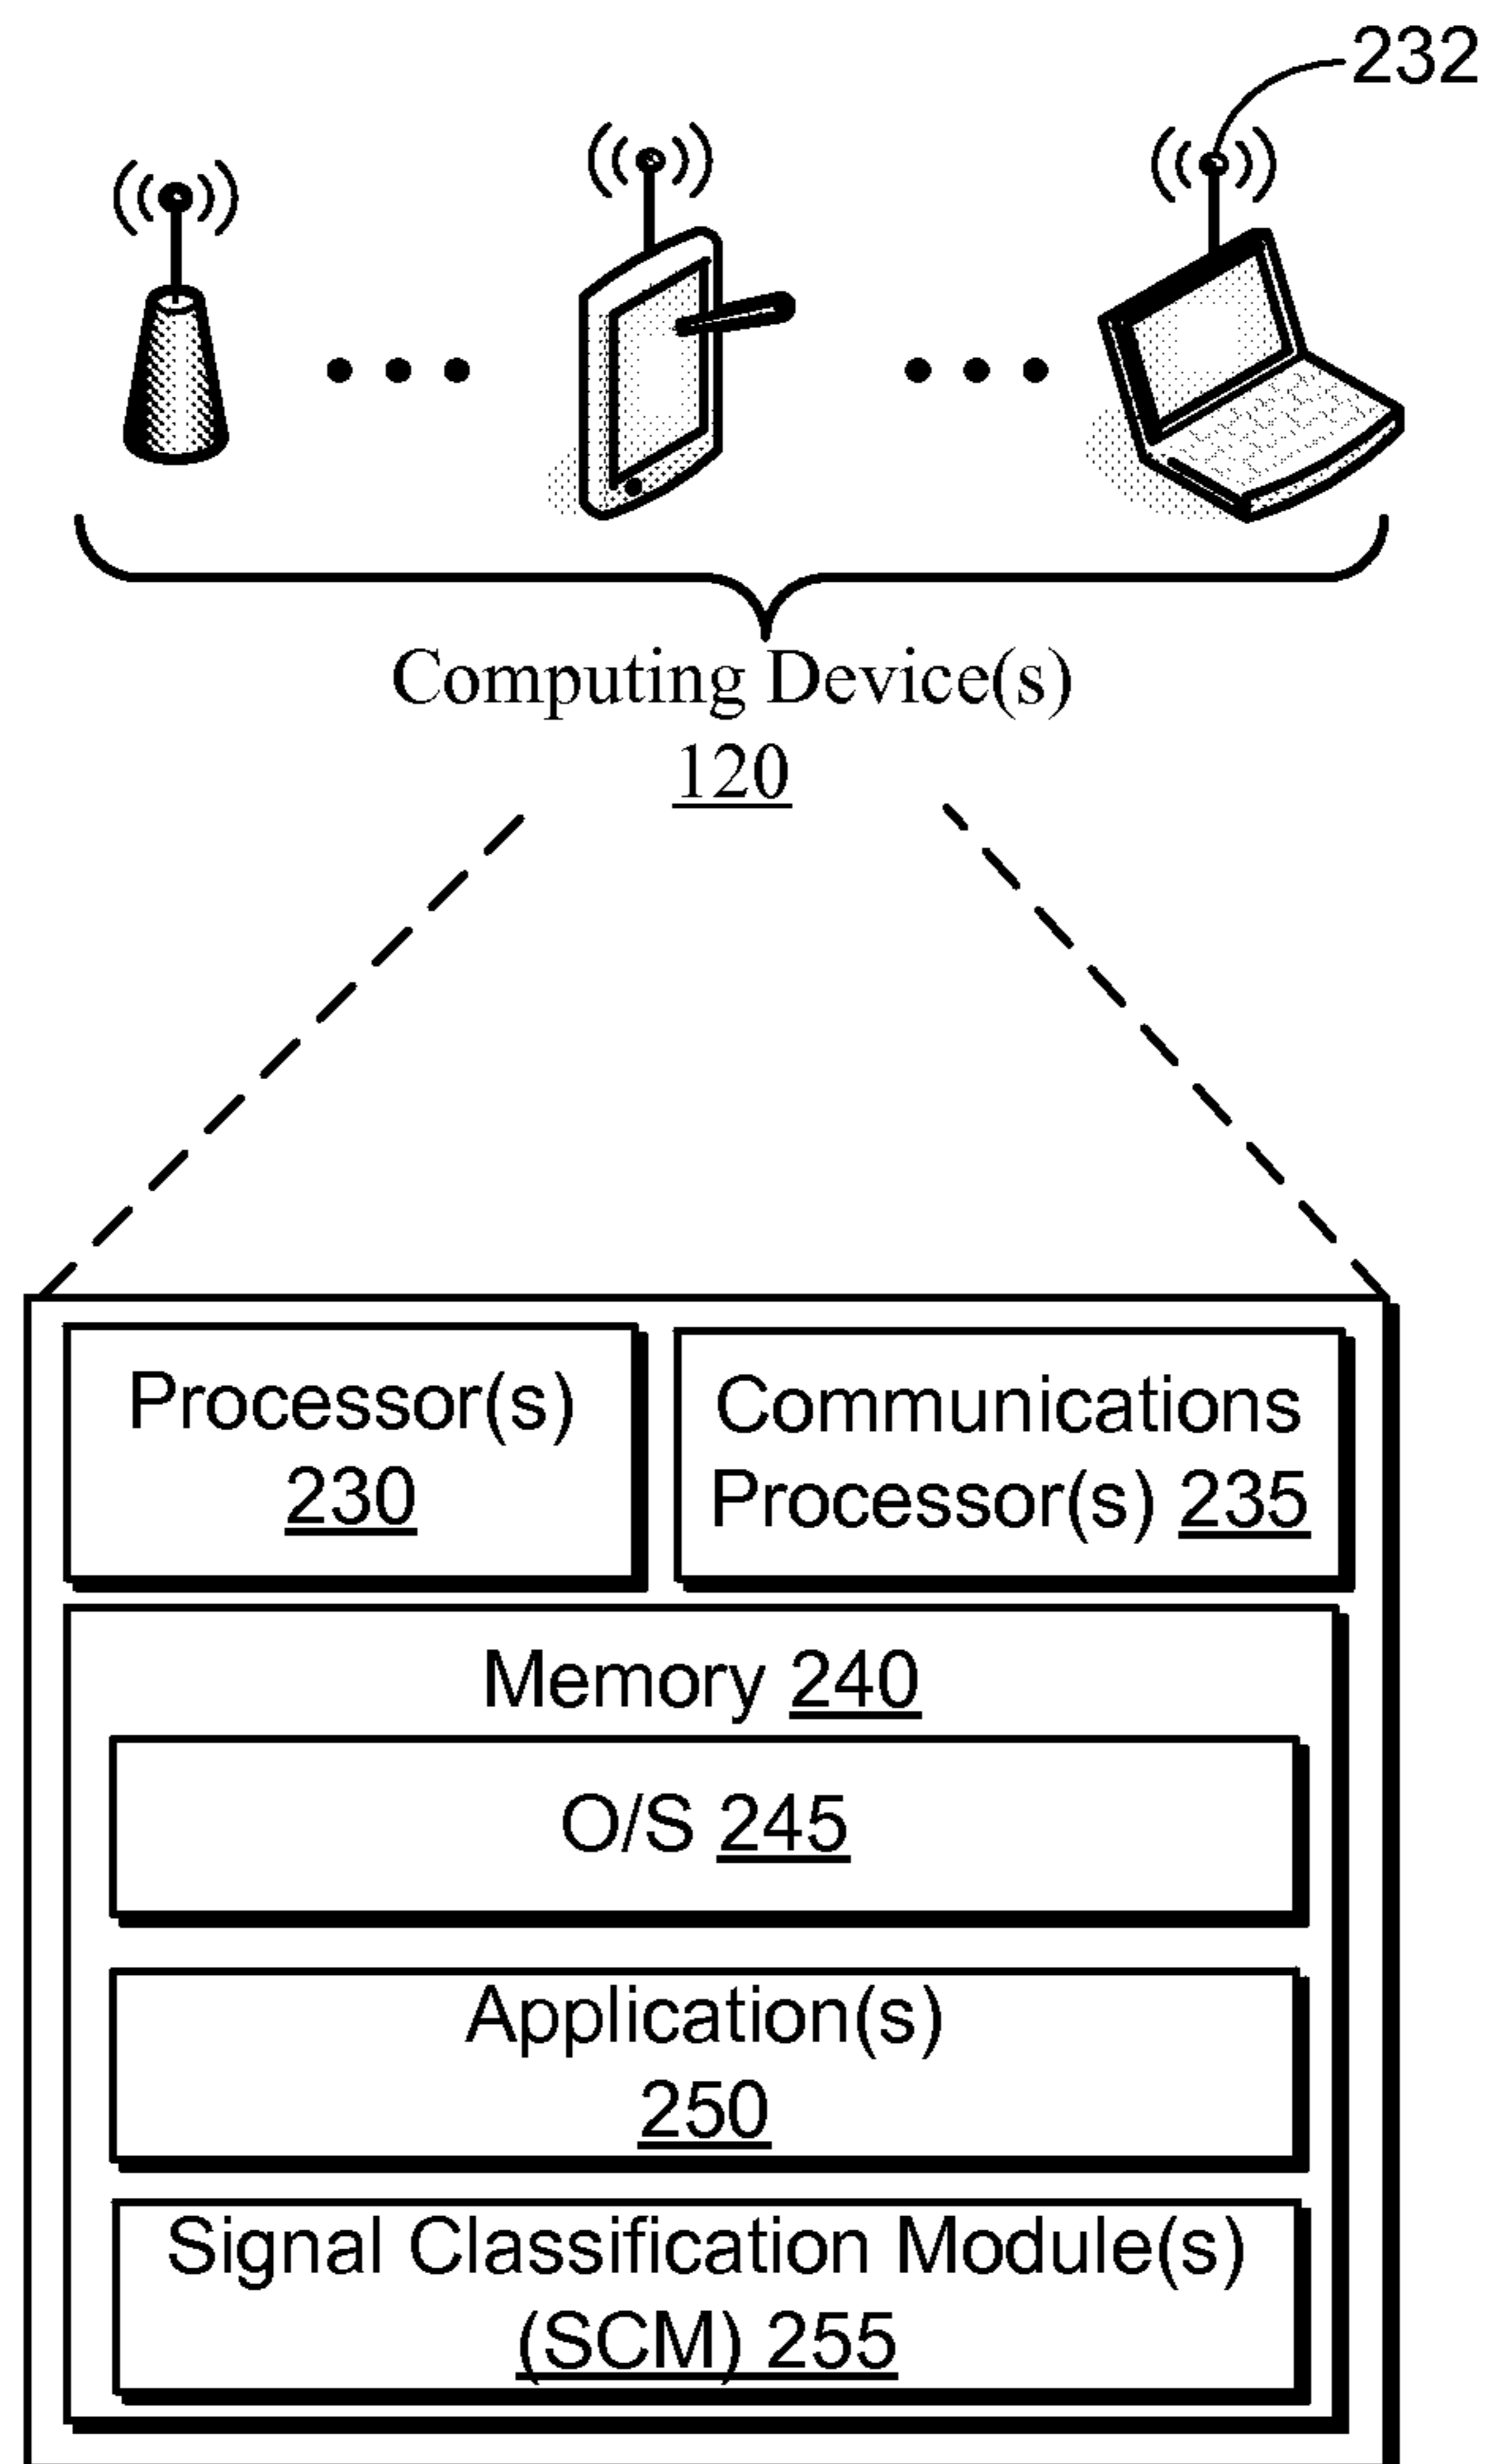 232
Computing Device(s)
120
Processor(s)
230
Communications
Processor(s) 235
Memory 240
O/S 245
Application(s)
250
Signal Classification Module(s)
(SCM) 255